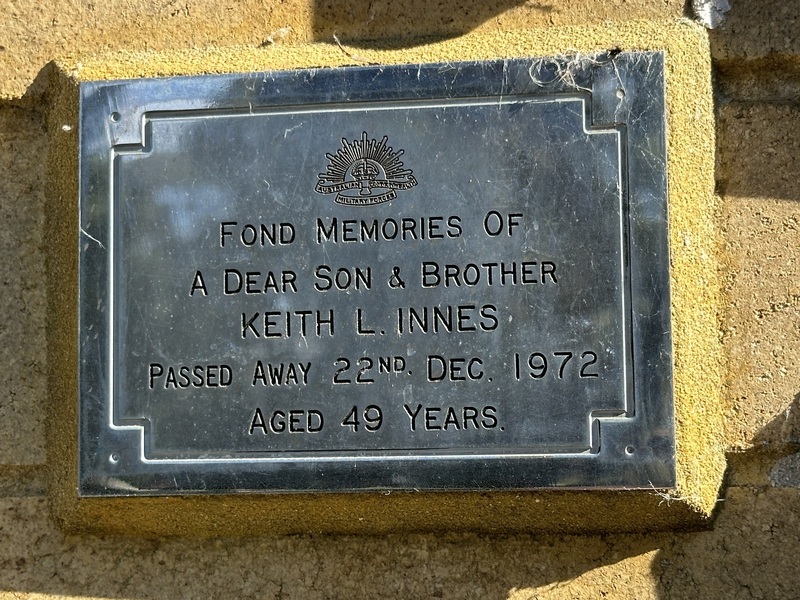 AUSTRALIAN COMMONWEALTH
MILITARY FORCES
FOND MEMORIES OF
A DEAR SON & BROTHER
KEITH L. INNES
PASSED AWAY 22ND. DEC. 1972
AGED 49 YEARS.